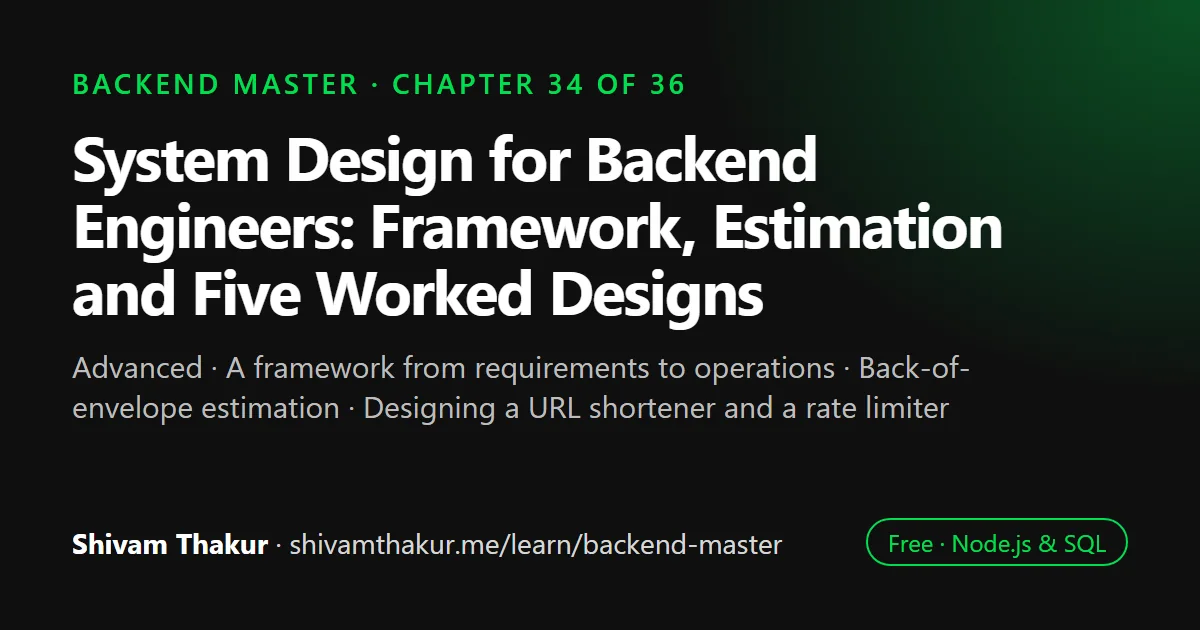 BACKEND MASTER · CHAPTER 34 OF 36
System Design for Backend
Engineers: Framework, Estimation
and Five Worked Designs
Advanced · A framework from requirements to operations · Back-of-
envelope estimation · Designing a URL shortener and a rate limiter
Shivam Thakur · shivamthakur.me/learn/backend-master
Free · Node.js & SQL